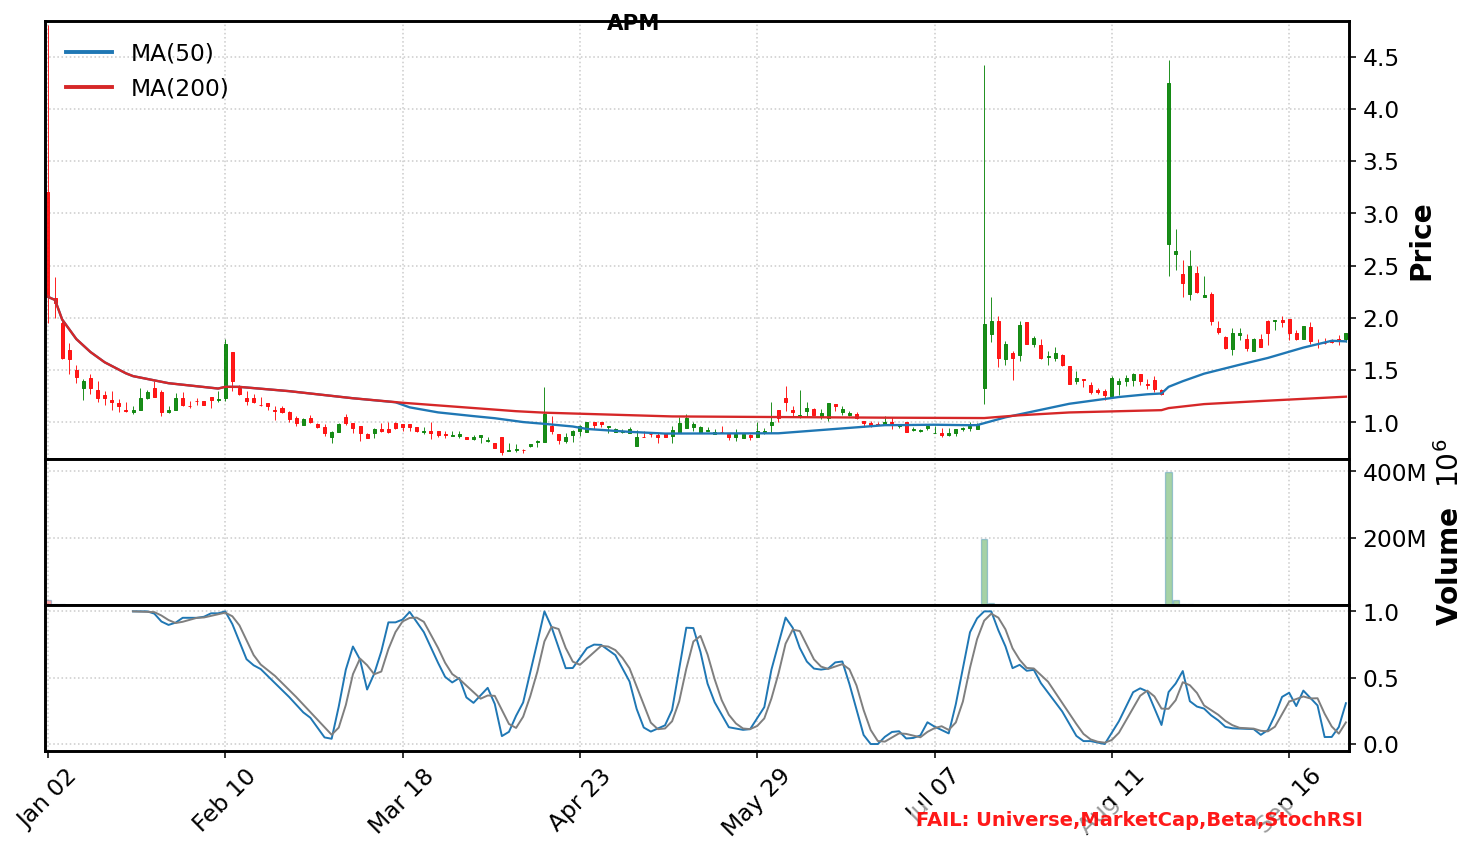 APM
MA(50)
MA(200)
4.5
4.0
3.5
3.0
2.5
2.0
1.5
1.0
Price
400M
200M
Volume 10^6
1.0
0.5
0.0
Jan 02
Feb 10
Mar 18
Apr 23
May 29
Jul 07
Aug 11
Sep 16
FAIL: Universe,MarketCap,Beta,StochRSI